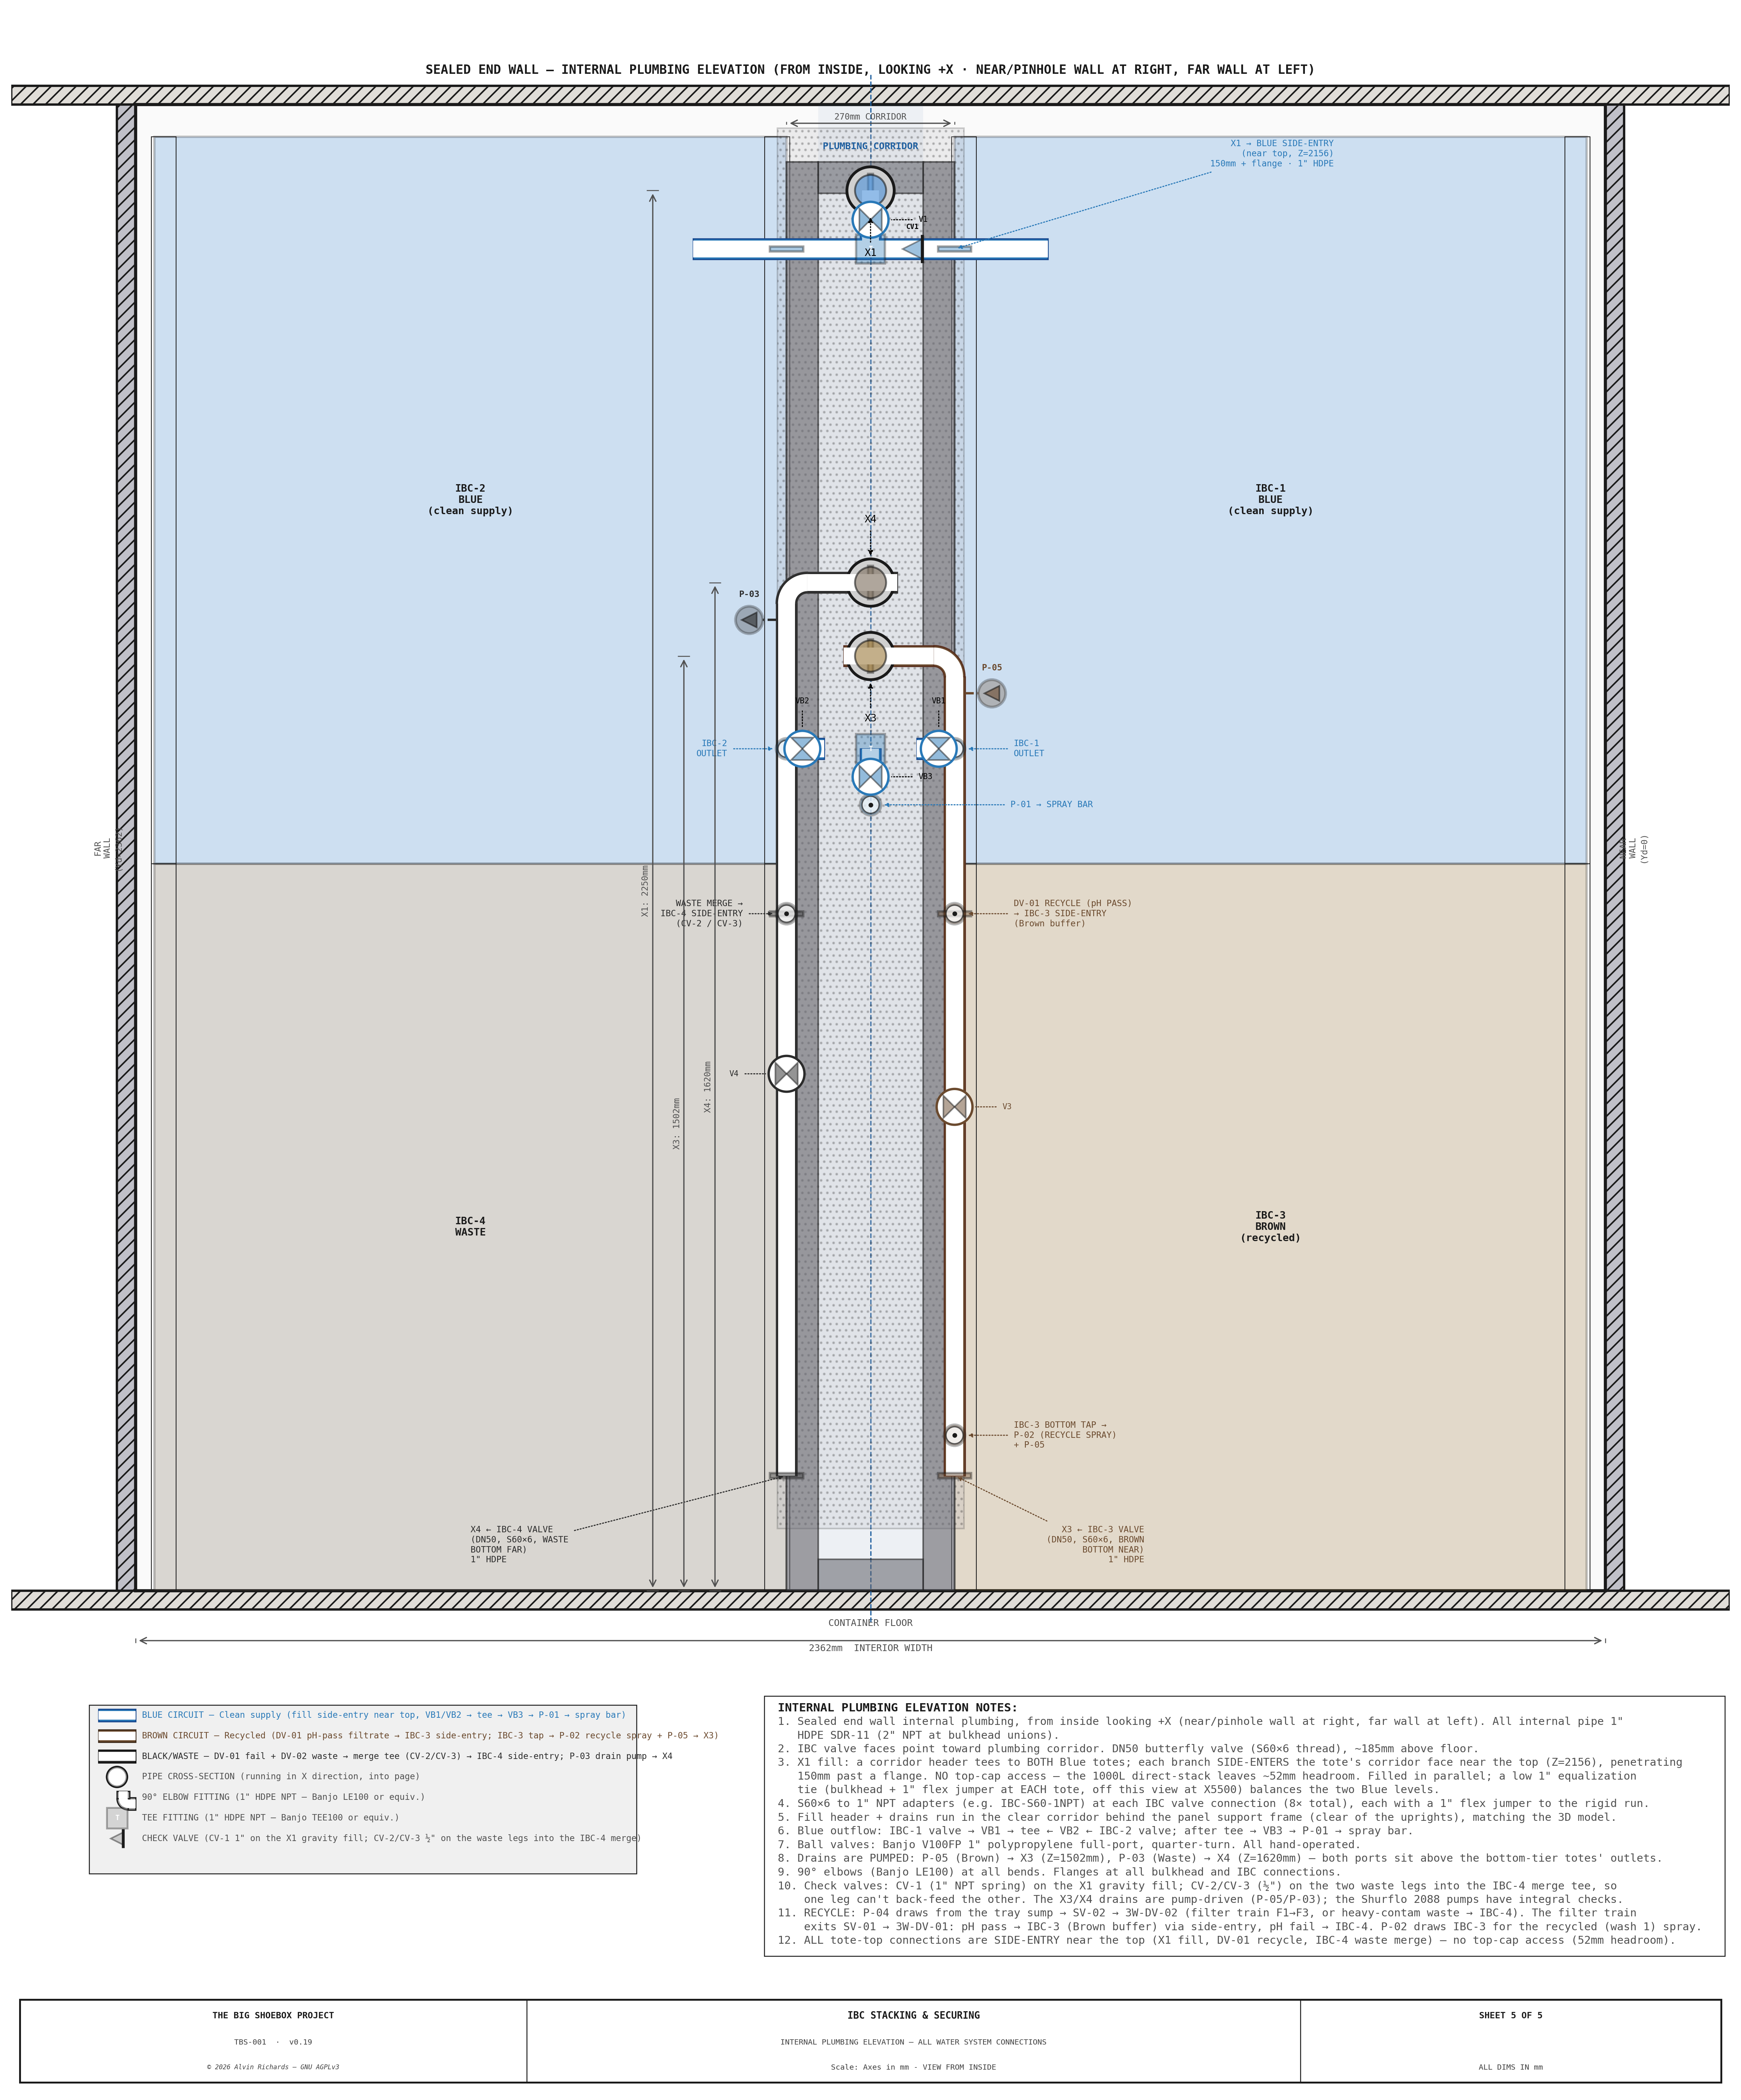 SEALED END WALL — INTERNAL PLUMBING ELEVATION (FROM INSIDE, LOOKING +X · NEAR/PINHOLE WALL AT RIGHT, FAR WALL AT LEFT)
270mm CORRIDOR
PLUMBING CORRIDOR
X1 → BLUE SIDE-ENTRY
(near top, Z=2156)
150mm + flange · 1" HDPE
V1
CV1
X1
IBC-2
BLUE
(clean supply)
IBC-1
BLUE
(clean supply)
X4
P-03
P-05
VB2
VB1
X3
IBC-2
OUTLET
T
IBC-1
OUTLET
VB3
P-01 → SPRAY BAR
FAR
WALL
WALL
(Yd=0)
X1: 2250mm
WASTE MERGE →
IBC-4 SIDE-ENTRY
(CV-2 / CV-3)
DV-01 RECYCLE (pH PASS)
→ IBC-3 SIDE-ENTRY
(Brown buffer)
V4
X4: 1620mm
V3
X3: 1502mm
IBC-4
WASTE
IBC-3
BROWN
(recycled)
IBC-3 BOTTOM TAP →
P-02 (RECYCLE SPRAY)
+ P-05
X4 ← IBC-4 VALVE
(DN50, S60×6, WASTE
BOTTOM FAR)
1" HDPE
X3 ← IBC-3 VALVE
(DN50, S60×6, BROWN
BOTTOM NEAR)
1" HDPE
CONTAINER FLOOR
2362mm  INTERIOR WIDTH
BLUE CIRCUIT — Clean supply (fill side-entry near top, VB1/VB2 → tee → VB3 → P-01 → spray bar)
BROWN CIRCUIT — Recycled (DV-01 pH-pass filtrate → IBC-3 side-entry; IBC-3 tap → P-02 recycle spray + P-05 → X3)
BLACK/WASTE — DV-01 fail + DV-02 waste → merge tee (CV-2/CV-3) → IBC-4 side-entry; P-03 drain pump → X4
PIPE CROSS-SECTION (running in X direction, into page)
90° ELBOW FITTING (1" HDPE NPT — Banjo LE100 or equiv.)
T
TEE FITTING (1" HDPE NPT — Banjo TEE100 or equiv.)
CHECK VALVE (CV-1 1" on the X1 gravity fill; CV-2/CV-3 ½" on the waste legs into the IBC-4 merge)
INTERNAL PLUMBING ELEVATION NOTES:
1. Sealed end wall internal plumbing, from inside looking +X (near/pinhole wall at right, far wall at left). All internal pipe 1"
HDPE SDR-11 (2" NPT at bulkhead unions).
2. IBC valve faces point toward plumbing corridor. DN50 butterfly valve (S60×6 thread), ~185mm above floor.
3. X1 fill: a corridor header tees to BOTH Blue totes; each branch SIDE-ENTERS the tote's corridor face near the top (Z=2156), penetrating
150mm past a flange. NO top-cap access — the 1000L direct-stack leaves ~52mm headroom. Filled in parallel; a low 1" equalization
tie (bulkhead + 1" flex jumper at EACH tote, off this view at X5500) balances the two Blue levels.
4. S60×6 to 1" NPT adapters (e.g. IBC-S60-1NPT) at each IBC valve connection (8× total), each with a 1" flex jumper to the rigid run.
5. Fill header + drains run in the clear corridor behind the panel support frame (clear of the uprights), matching the 3D model.
6. Blue outflow: IBC-1 valve → VB1 → tee ← VB2 ← IBC-2 valve; after tee → VB3 → P-01 → spray bar.
7. Ball valves: Banjo V100FP 1" polypropylene full-port, quarter-turn. All hand-operated.
8. Drains are PUMPED: P-05 (Brown) → X3 (Z=1502mm), P-03 (Waste) → X4 (Z=1620mm) — both ports sit above the bottom-tier totes' outlets.
9. 90° elbows (Banjo LE100) at all bends. Flanges at all bulkhead and IBC connections.
10. Check valves: CV-1 (1" NPT spring) on the X1 gravity fill; CV-2/CV-3 (½") on the two waste legs into the IBC-4 merge tee, so
one leg can't back-feed the other. The X3/X4 drains are pump-driven (P-05/P-03); the Shurflo 2088 pumps have integral checks.
11. RECYCLE: P-04 draws from the tray sump → SV-02 → 3W-DV-02 (filter train F1→F3, or heavy-contam waste → IBC-4). The filter train
exits SV-01 → 3W-DV-01: pH pass → IBC-3 (Brown buffer) via side-entry, pH fail → IBC-4. P-02 draws IBC-3 for the recycled (wash 1) spray.
12. ALL tote-top connections are SIDE-ENTRY near the top (X1 fill, DV-01 recycle, IBC-4 waste merge) — no top-cap access (52mm headroom).
THE BIG SHOEBOX PROJECT
TBS-001  ·  v0.19
© 2026 Alvin Richards — GNU AGPLv3
IBC STACKING & SECURING
INTERNAL PLUMBING ELEVATION — ALL WATER SYSTEM CONNECTIONS
Scale: Axes in mm - VIEW FROM INSIDE
SHEET 5 OF 5
ALL DIMS IN mm